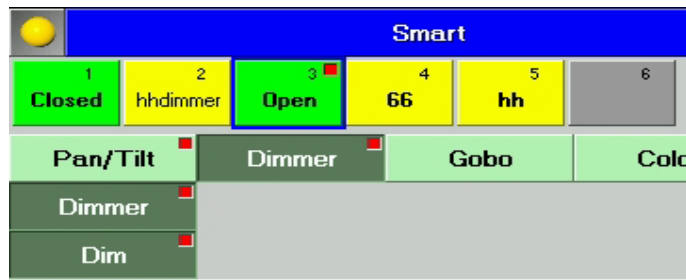 Smart
1 2 3 4 5 6
Closed hhdimmer Open 66 hh
Pan/Tilt Dimmer Gobo
Dimmer
Dim